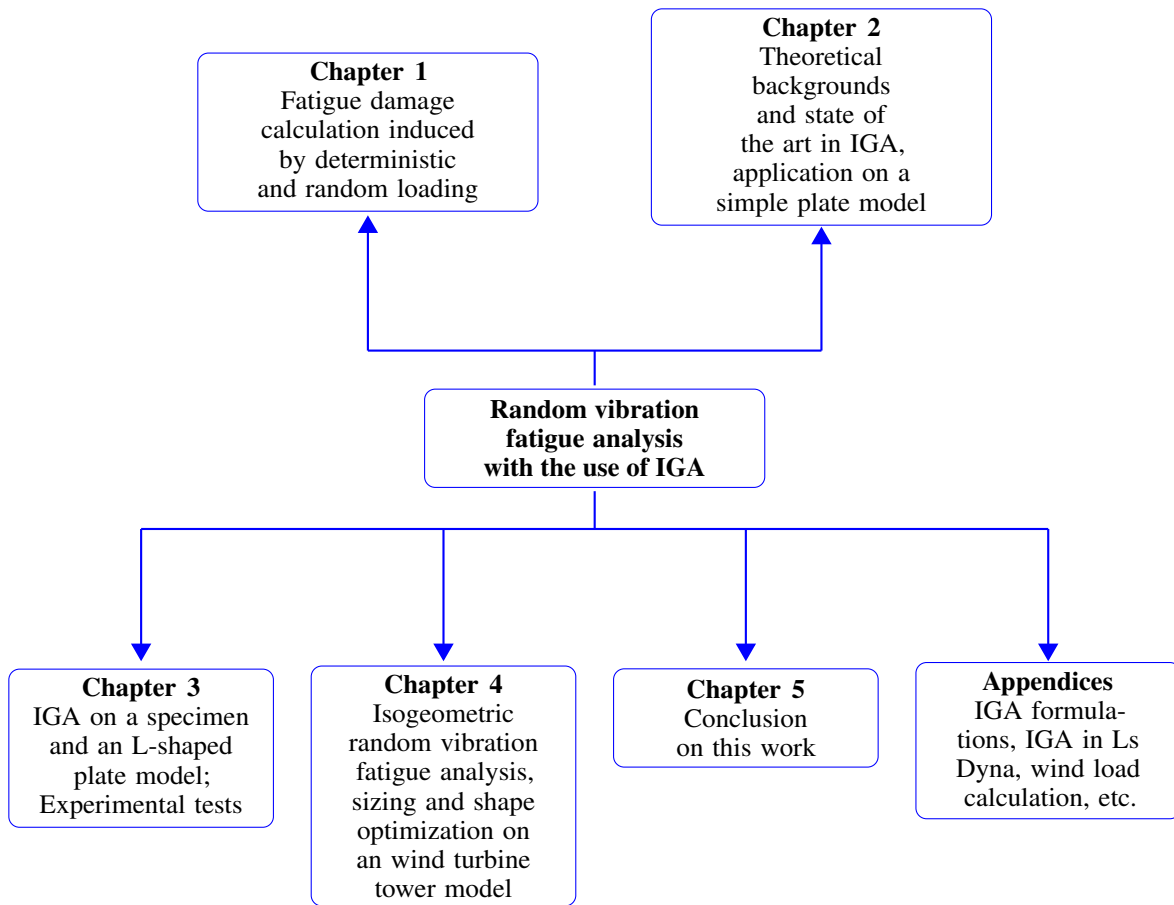 Chapter 1
Fatigue damage
calculation induced
by deterministic
and random loading
Chapter 2
Theoretical
backgrounds
and state of
the art in IGA,
application on a
simple plate model
Random vibration
fatigue analysis
with the use of IGA
Chapter 3
IGA on a specimen
and an L-shaped
plate model;
Experimental tests
Chapter 4
Isogeometric
random vibration
fatigue analysis,
sizing and shape
optimization on
an wind turbine
tower model
Chapter 5
Conclusion
on this work
Appendices
IGA formula-
tions, IGA in Ls
Dyna, wind load
calculation, etc.